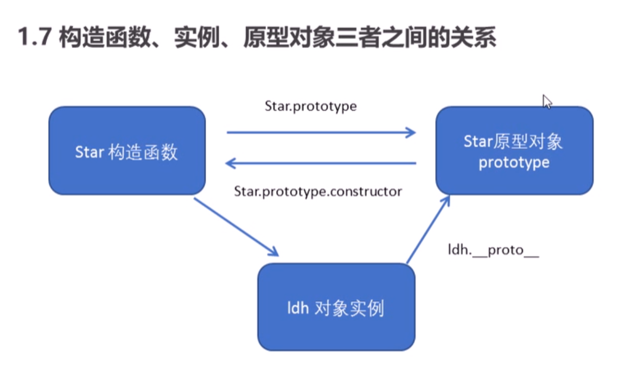 1.7 构造函数、实例、原型对象三者之间的关系
Star.prototype
Star 构造函数
Star原型对象
prototype
Star.prototype.constructor
ldh.__proto__
ldh 对象实例